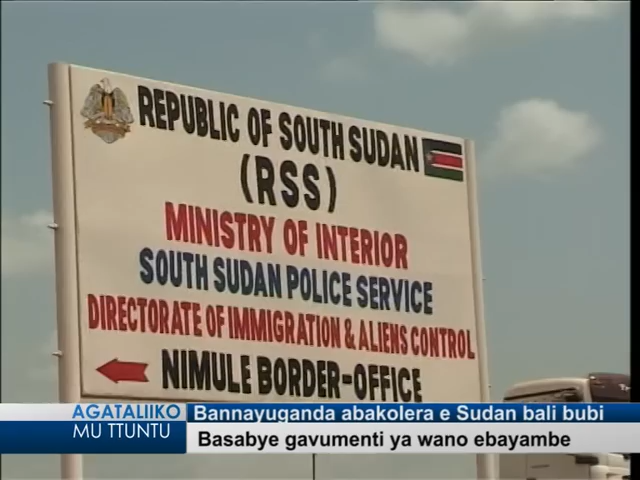 REPUBLIC OF SOUTH SUDAN
(RSS)
MINISTRY OF INTERIOR
SOUTH SUDAN POLICE SERVICE
DIRECTORATE OF IMMIGRATION & ALIENS CONTROL
NIMULE BORDER-OFFICE
AGATALIIKO
MU TTUNTU
Bannayuganda abakolera e Sudan bali bubi
Basabye gavumenti ya wano ebayambe